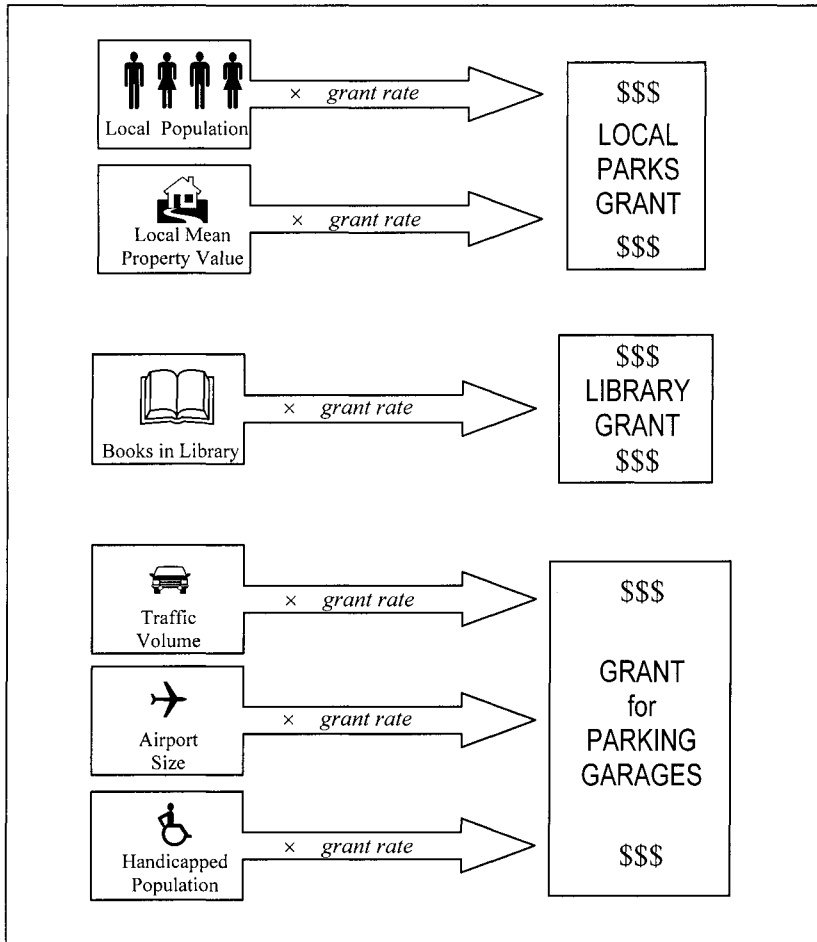 Local Population
× grant rate
Local Mean
Property Value
× grant rate
$$$
LOCAL
PARKS
GRANT
$$$
Books in Library
× grant rate
$$$
LIBRARY
GRANT
$$$
Traffic
Volume
× grant rate
Airport
Size
× grant rate
Handicapped
Population
× grant rate
$$$
GRANT
for
PARKING
GARAGES
$$$